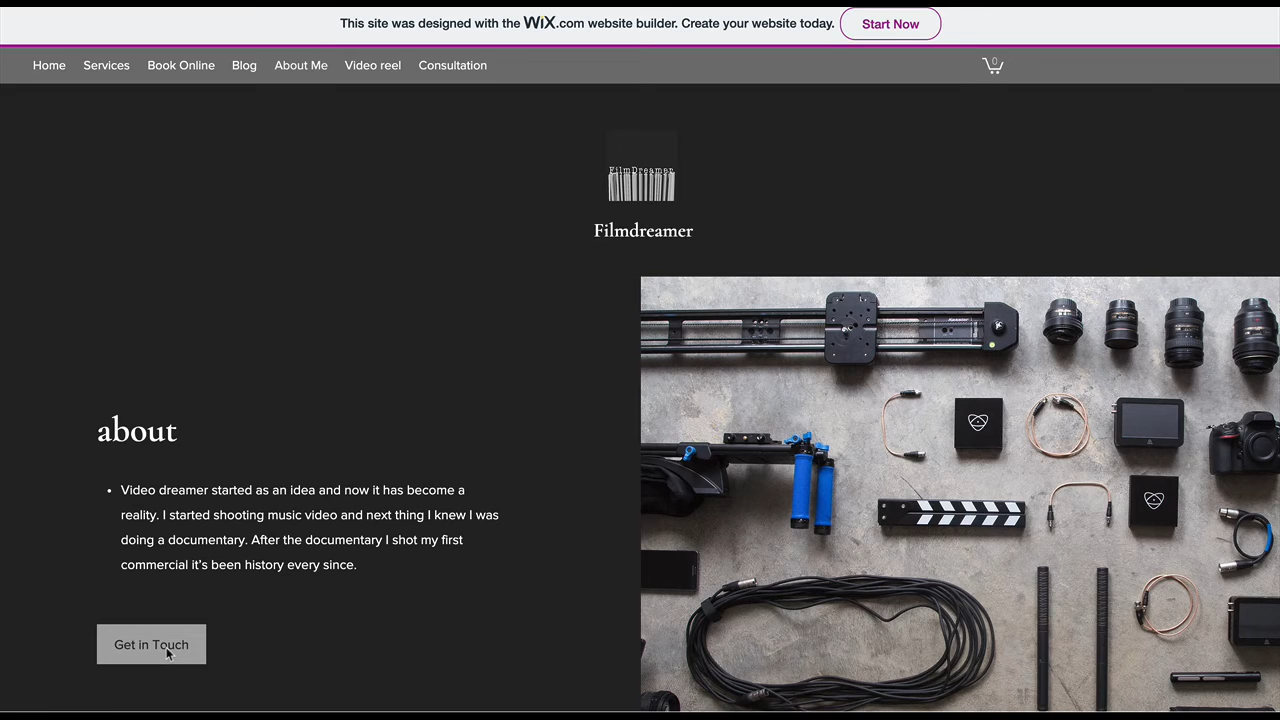 This site was designed with the WiX.com website builder. Create your website today. Start Now
Home Services Book Online Blog About Me Video reel Consultation 0
FilmDreamer
Filmdreamer
about
• Video dreamer started as an idea and now it has become a
reality. I started shooting music video and next thing I knew I was
doing a documentary. After the documentary I shot my first
commercial it's been history every since.
Get in Touch